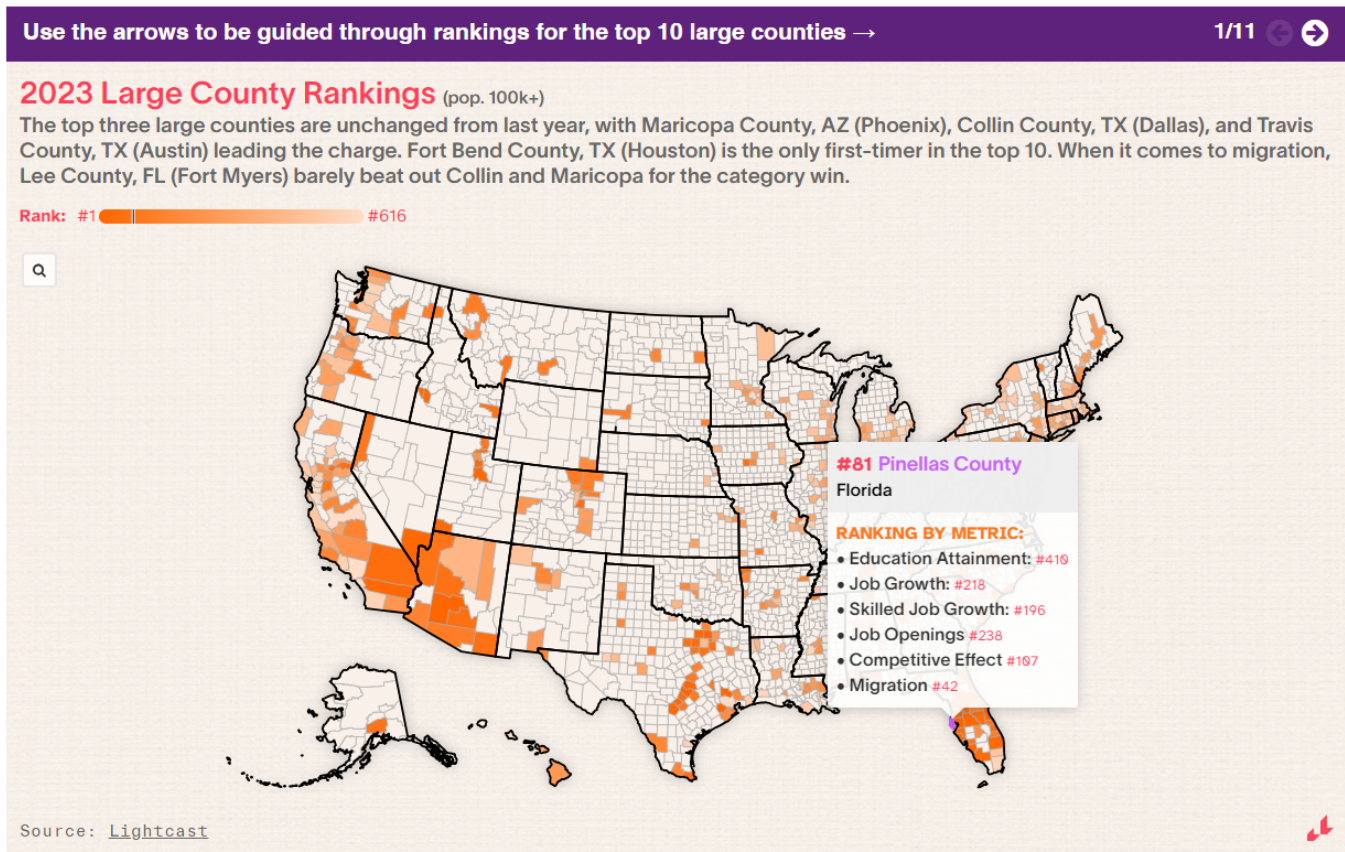 Use the arrows to be guided through rankings for the top 10 large counties →
1/11
2023 Large County Rankings (pop. 100k+)
The top three large counties are unchanged from last year, with Maricopa County, AZ (Phoenix), Collin County, TX (Dallas), and Travis
County, TX (Austin) leading the charge. Fort Bend County, TX (Houston) is the only first-timer in the top 10. When it comes to migration,
Lee County, FL (Fort Myers) barely beat out Collin and Maricopa for the category win.
Rank: #1 #616
#81 Pinellas County
Florida
RANKING BY METRIC:
• Education Attainment: #410
• Job Growth: #218
• Skilled Job Growth: #196
• Job Openings #238
• Competitive Effect #107
• Migration #42
Source: Lightcast